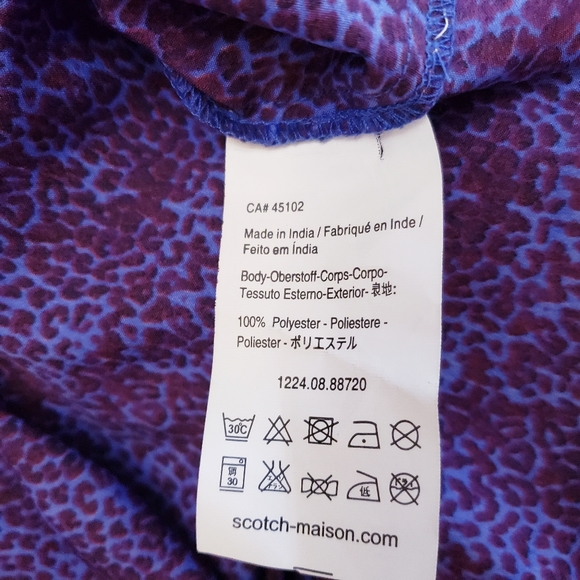 CA# 45102
Made in India / Fabriqué en Inde /
Feito em Índia
Body-Oberstoff-Corps-Corpo-
Tessuto Esterno-Exterior- 表地:
100% Polyester - Poliestere -
Poliester - ポリエステル
1224.08.88720
30°C
弱
30
低
scotch-maison.com